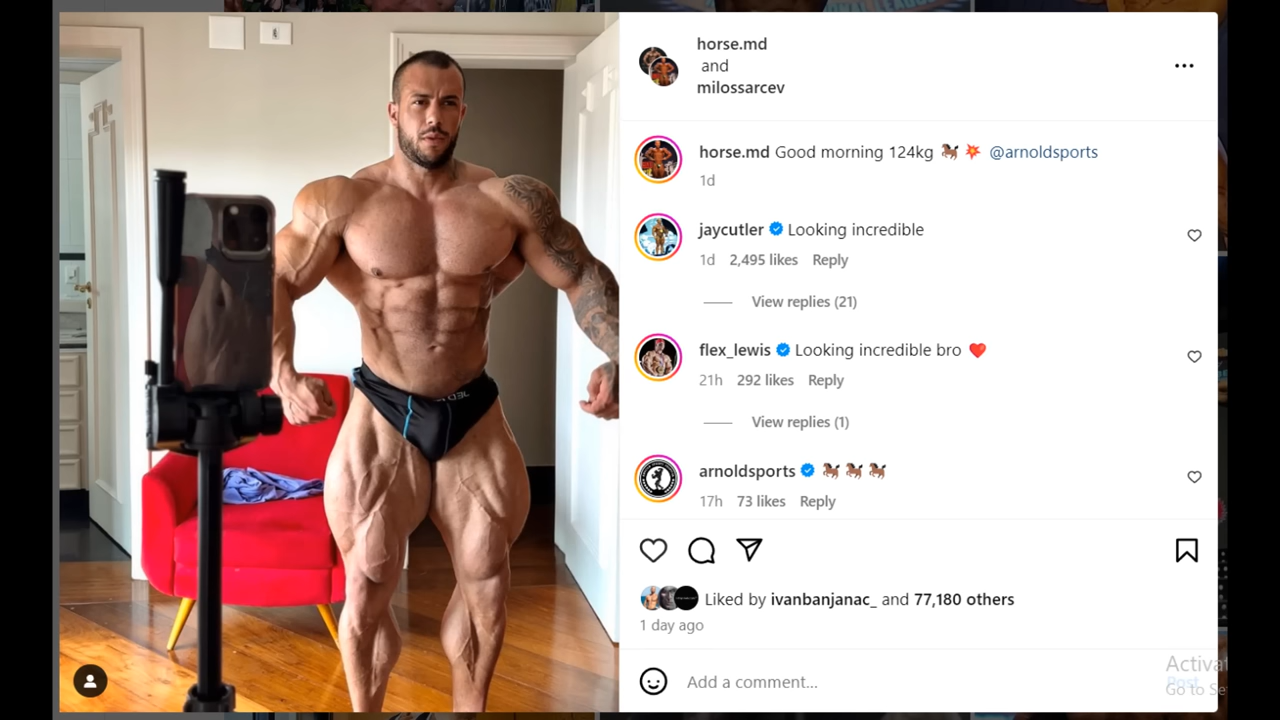 horse.md
and
milossarcev
horse.md Good morning 124kg 🐎 💥 @arnoldsports
1d
jaycutler Looking incredible
1d 2,495 likes Reply
View replies (21)
flex_lewis Looking incredible bro ❤️
21h 292 likes Reply
View replies (1)
arnoldsports 🐎 🐎 🐎
17h 73 likes Reply
Liked by ivanbanjanac_ and 77,180 others
1 day ago
Add a comment...
Post